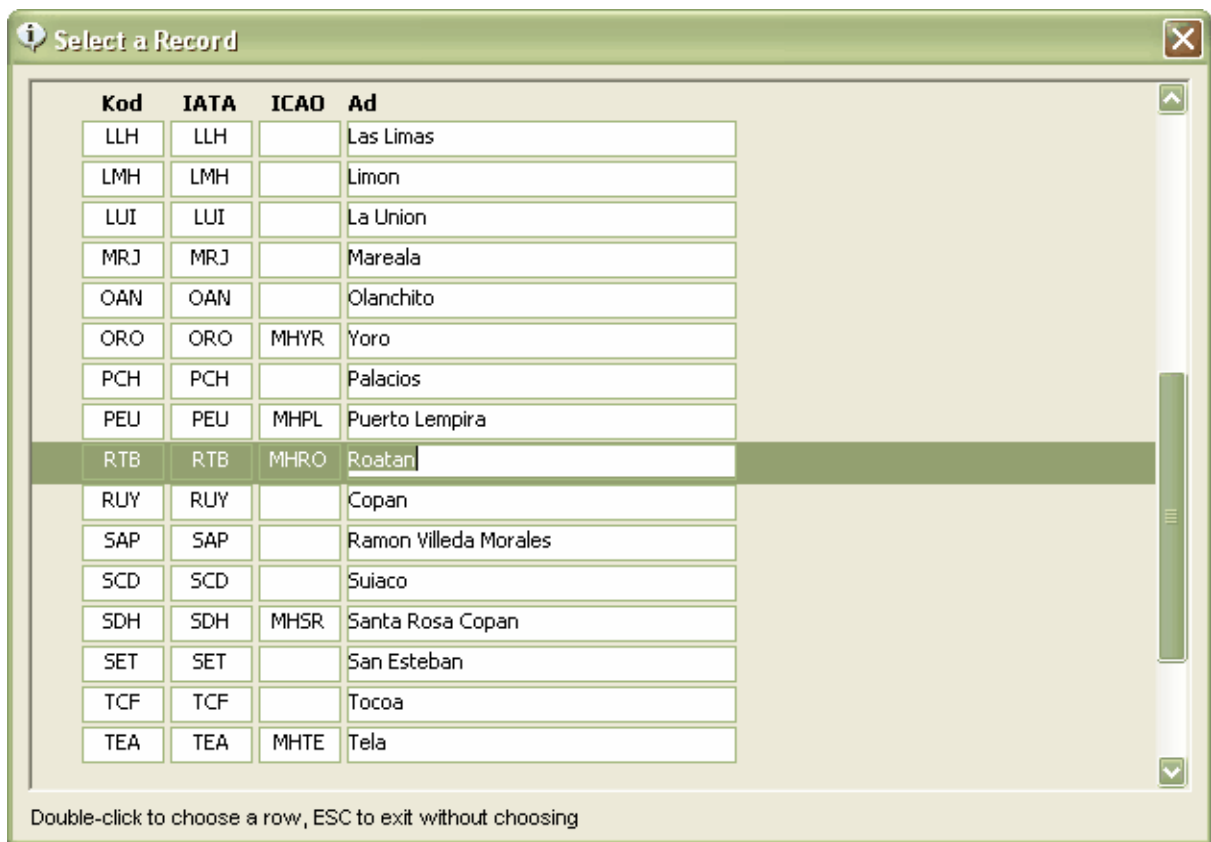 Select a Record
Kod IATA ICAO Ad
LLH LLH Las Limas
LMH LMH Limon
LUI LUI La Union
MRJ MRJ Mareala
OAN OAN Olanchito
ORO ORO MHYR Yoro
PCH PCH Palacios
PEU PEU MHPL Puerto Lempira
RTB RTB MHRO Roatan
RUY RUY Copan
SAP SAP Ramon Villeda Morales
SCD SCD Suiaco
SDH SDH MHSR Santa Rosa Copan
SET SET San Esteban
TCF TCF Tocoa
TEA TEA MHTE Tela
Double-click to choose a row, ESC to exit without choosing